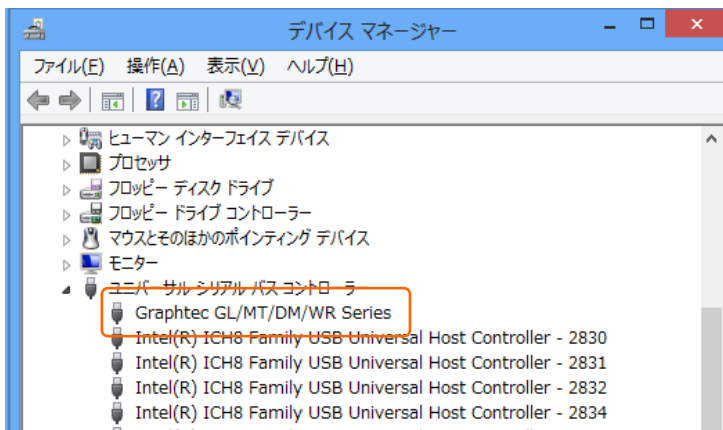 デバイス マネージャー
ファイル(F) 操作(A) 表示(V) ヘルプ(H)
ヒューマン インターフェイス デバイス
プロセッサ
フロッピー ディスク ドライブ
フロッピー ドライブ コントローラー
マウスとそのほかのポインティング デバイス
モニター
ユニバーサル シリアル バス コントローラー
Graphtec GL/MT/DM/WR Series
Intel(R) ICH8 Family USB Universal Host Controller - 2830
Intel(R) ICH8 Family USB Universal Host Controller - 2831
Intel(R) ICH8 Family USB Universal Host Controller - 2832
Intel(R) ICH8 Family USB Universal Host Controller - 2834